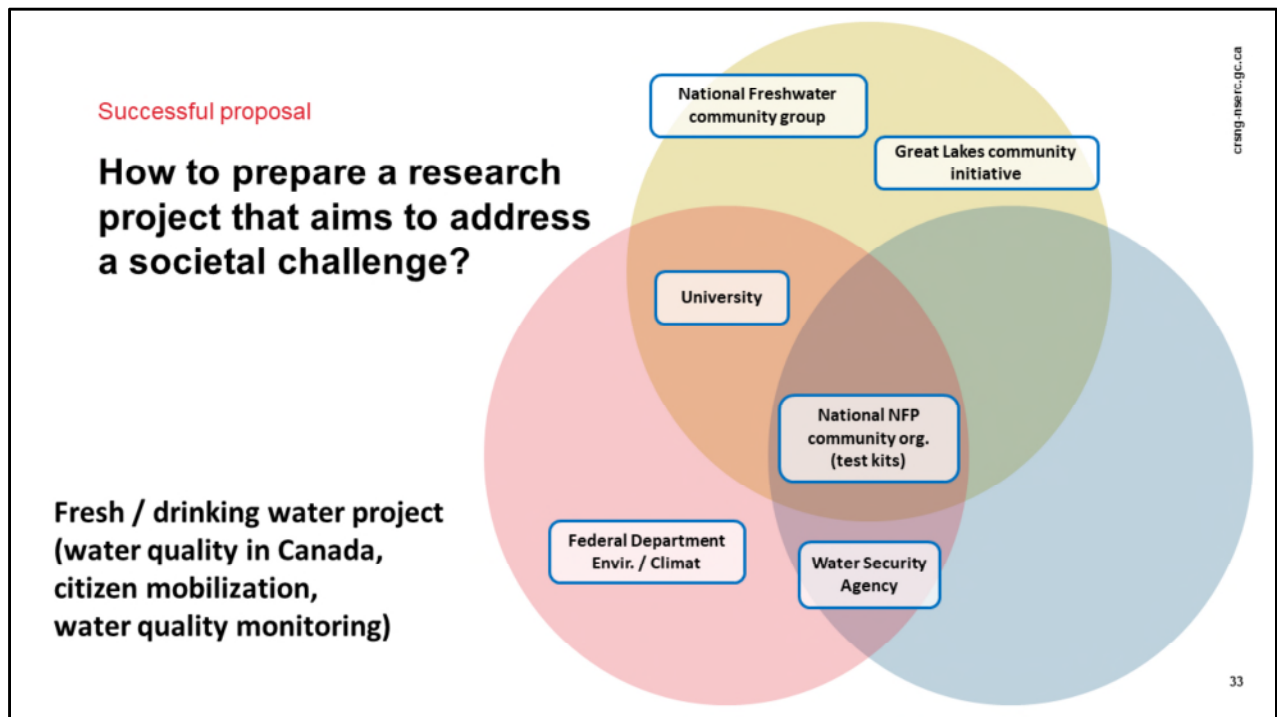 Successful proposal
How to prepare a research
project that aims to address
a societal challenge?
Fresh / drinking water project
(water quality in Canada,
citizen mobilization,
water quality monitoring)
National Freshwater
community group
Great Lakes community
initiative
University
National NFP
community org.
(test kits)
Federal Department
Envir. / Climat
Water Security
Agency
crsng-nserc.gc.ca
33